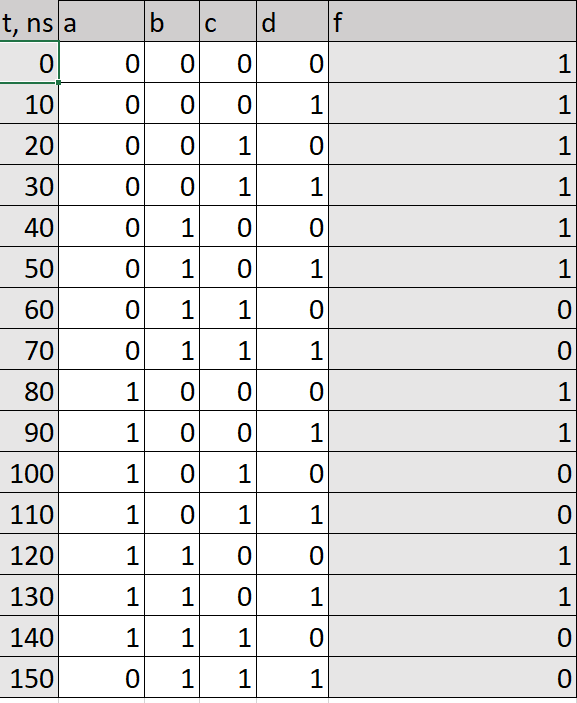 t, ns a b c d f
0 0 0 0 0 1
10 0 0 0 1 1
20 0 0 1 0 1
30 0 0 1 1 1
40 0 1 0 0 1
50 0 1 0 1 1
60 0 1 1 0 0
70 0 1 1 1 0
80 1 0 0 0 1
90 1 0 0 1 1
100 1 0 1 0 0
110 1 0 1 1 0
120 1 1 0 0 1
130 1 1 0 1 1
140 1 1 1 0 0
150 0 1 1 1 0